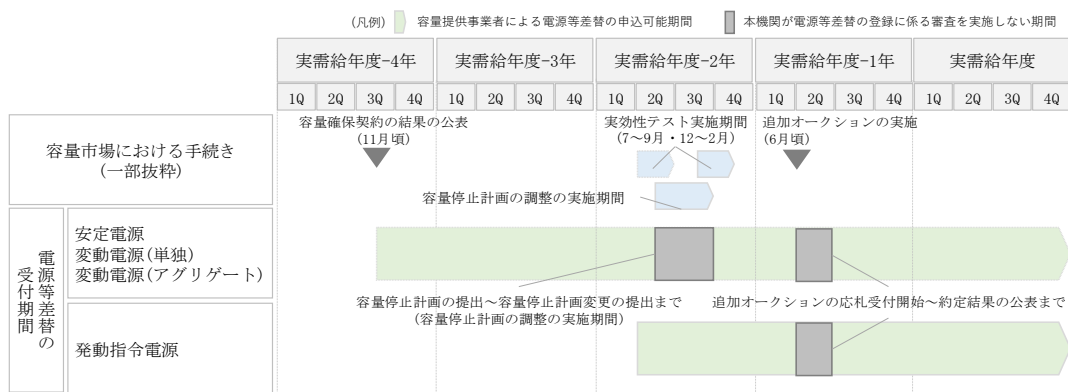 (凡例) 容量提供事業者による電源等差替の申込可能期間 本機関が電源等差替の登録に係る審査を実施しない期間
実需給年度-4年 実需給年度-3年 実需給年度-2年 実需給年度-1年 実需給年度
1Q 2Q 3Q 4Q 1Q 2Q 3Q 4Q 1Q 2Q 3Q 4Q 1Q 2Q 3Q 4Q 1Q 2Q 3Q 4Q
容量市場における手続き
(一部抜粋)
容量確保契約の結果の公表
(11月頃)
実効性テスト実施期間
(7～9月・12～2月)
追加オークションの実施
(6月頃)
容量停止計画の調整の実施期間
電源等差替の
受付期間
安定電源
変動電源(単独)
変動電源(アグリゲート)
容量停止計画の提出～容量停止計画変更の提出まで
(容量停止計画の調整の実施期間)
追加オークションの応札受付開始～約定結果の公表まで
発動指令電源